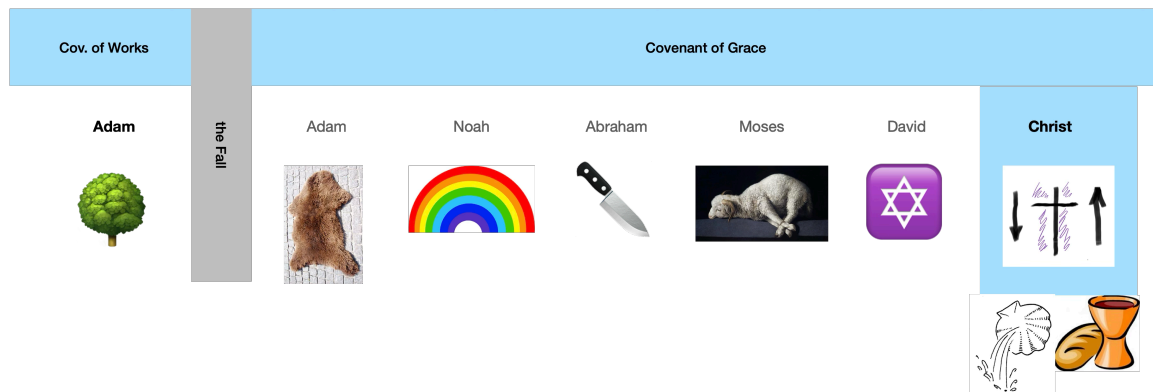 Cov. of Works
the Fall
Covenant of Grace
Adam
Adam
Noah
Abraham
Moses
David
Christ